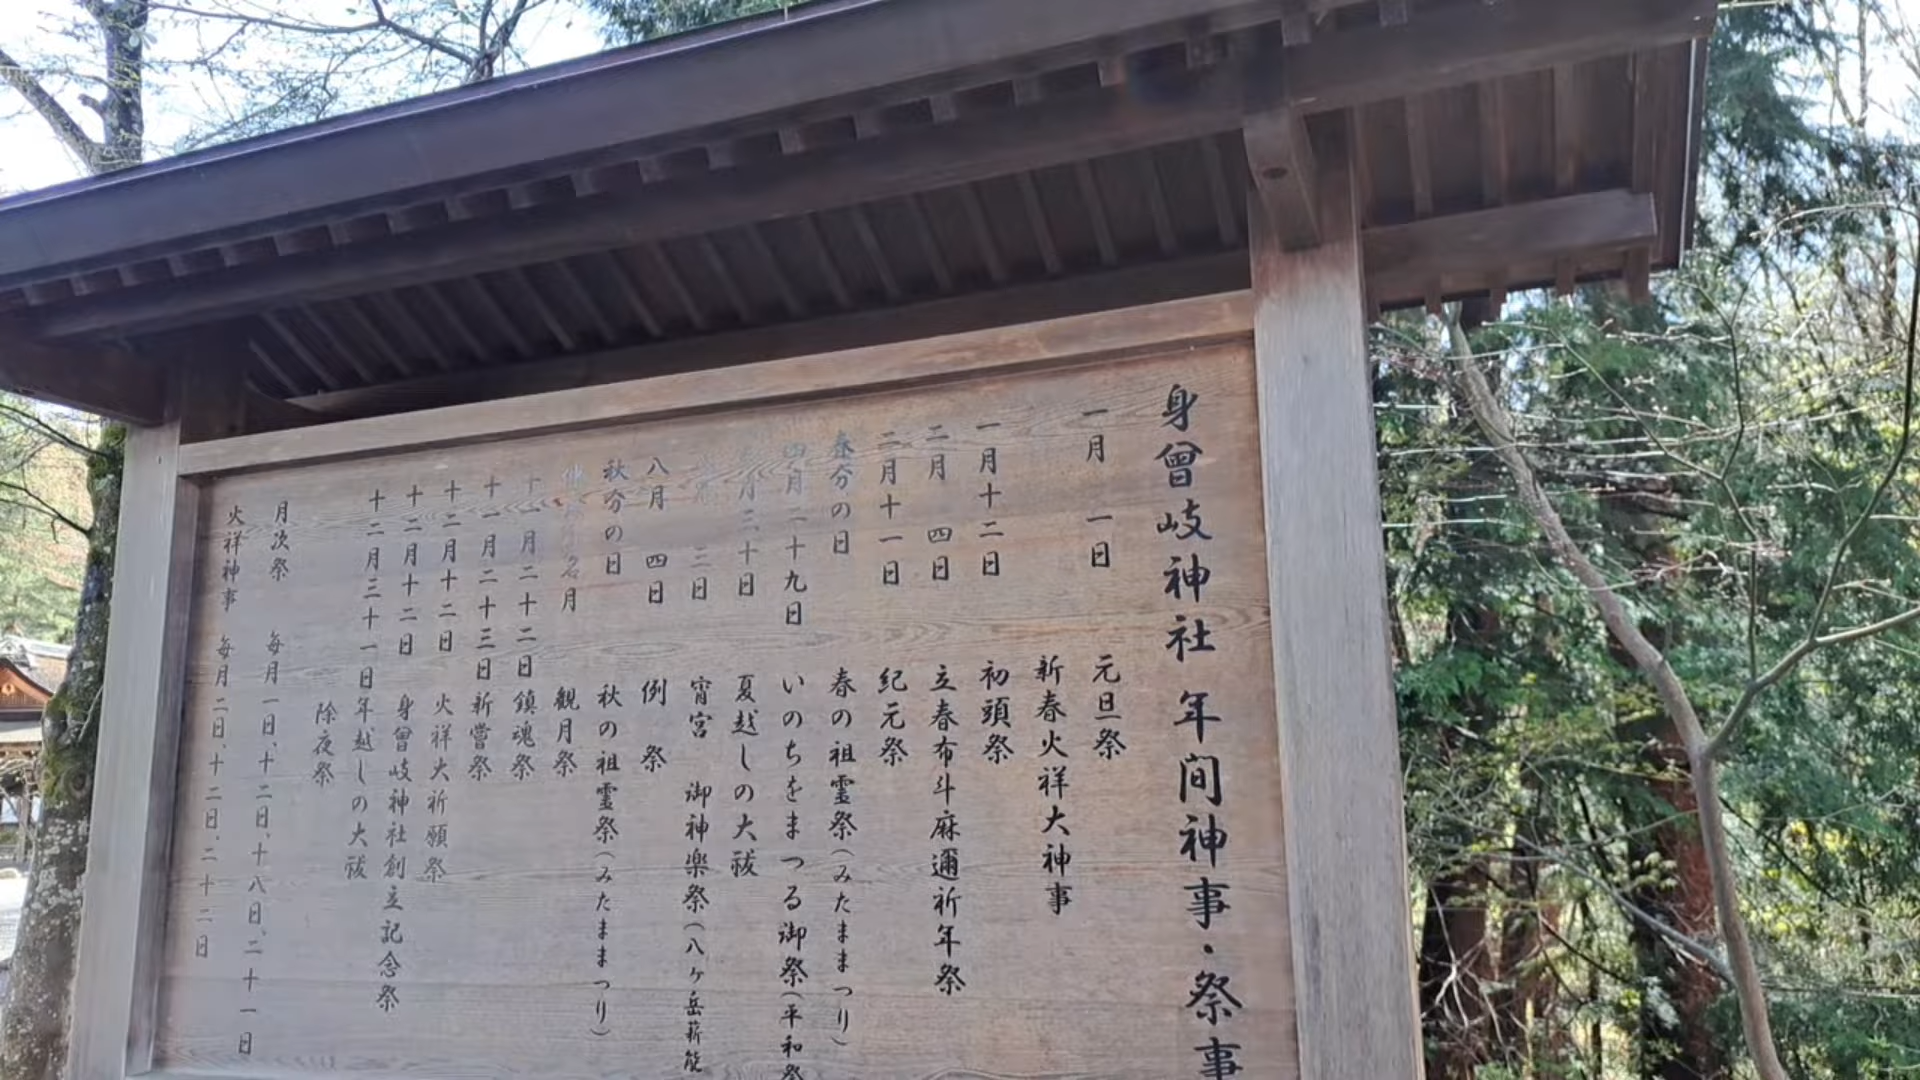 身曾岐神社 年間神事・祭事
一月 一日 元旦祭
新春火祥大神事
一月十二日 初頭祭
二月 四日 立春布斗麻邇祈年祭
二月十一日 紀元祭
春分の日 春の祖霊祭(みたままつり)
四月二十九日 いのちをまつる御祭(平和祭
月三十日 夏越しの大祓
三日 宵宮 御神楽祭(八ヶ岳薪能
八月 四日 例 祭
秋分の日 秋の祖霊祭(みたままつり)
名月 観月祭
十一月二十二日 鎮魂祭
十一月二十三日 新嘗祭
十二月十二日 火祥大祈願祭
十二月十二日 身曾岐神社創立記念祭
十二月三十一日 年越しの大祓
除夜祭
月次祭 毎月一日、十二日、十八日、二十一日
火祥神事 毎月二日、十二日、二十二日